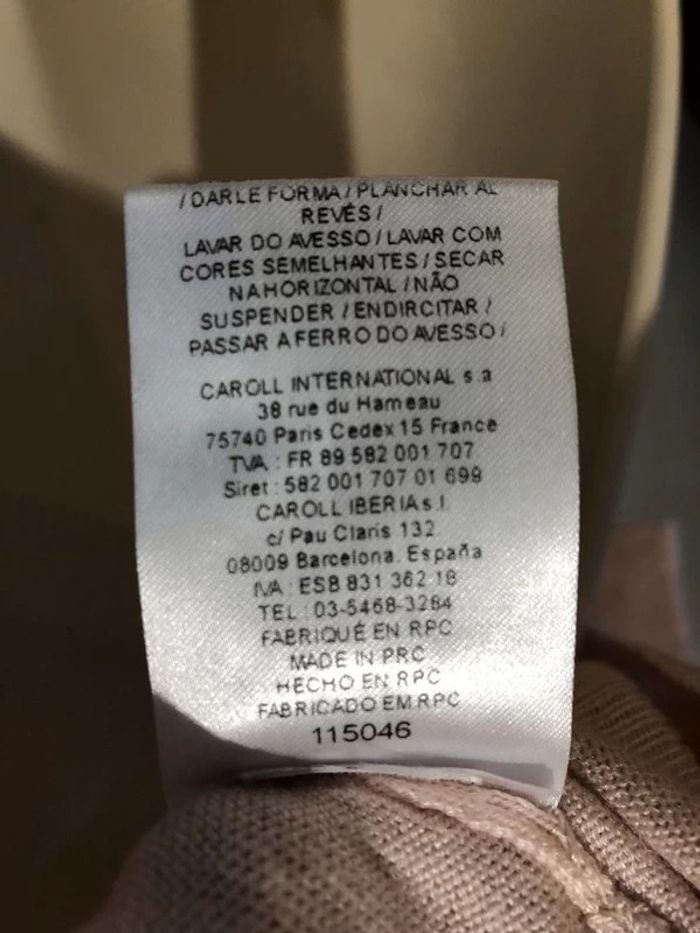 / DARLE FORMA / PLANCHAR AL
REVÉS /
LAVAR DO AVESSO / LAVAR COM
CORES SEMELHANTES / SECAR
NA HORIZONTAL / NÃO
SUSPENDER / ENDIRCITAR /
PASSAR A FERRO DO AVESSO /
CAROLL INTERNATIONAL s.a
38 rue du Hameau
75740 Paris Cedex 15 France
TVA : FR 89 582 001 707
Siret : 582 001 707 01 699
CAROLL IBERIA s.l.
c/ Pau Claris 132
08009 Barcelona. España
IVA : ESB 831 362 18
TEL : 03-5468-3284
FABRIQUÉ EN RPC
MADE IN PRC
HECHO EN RPC
FABRICADO EM RPC
115046